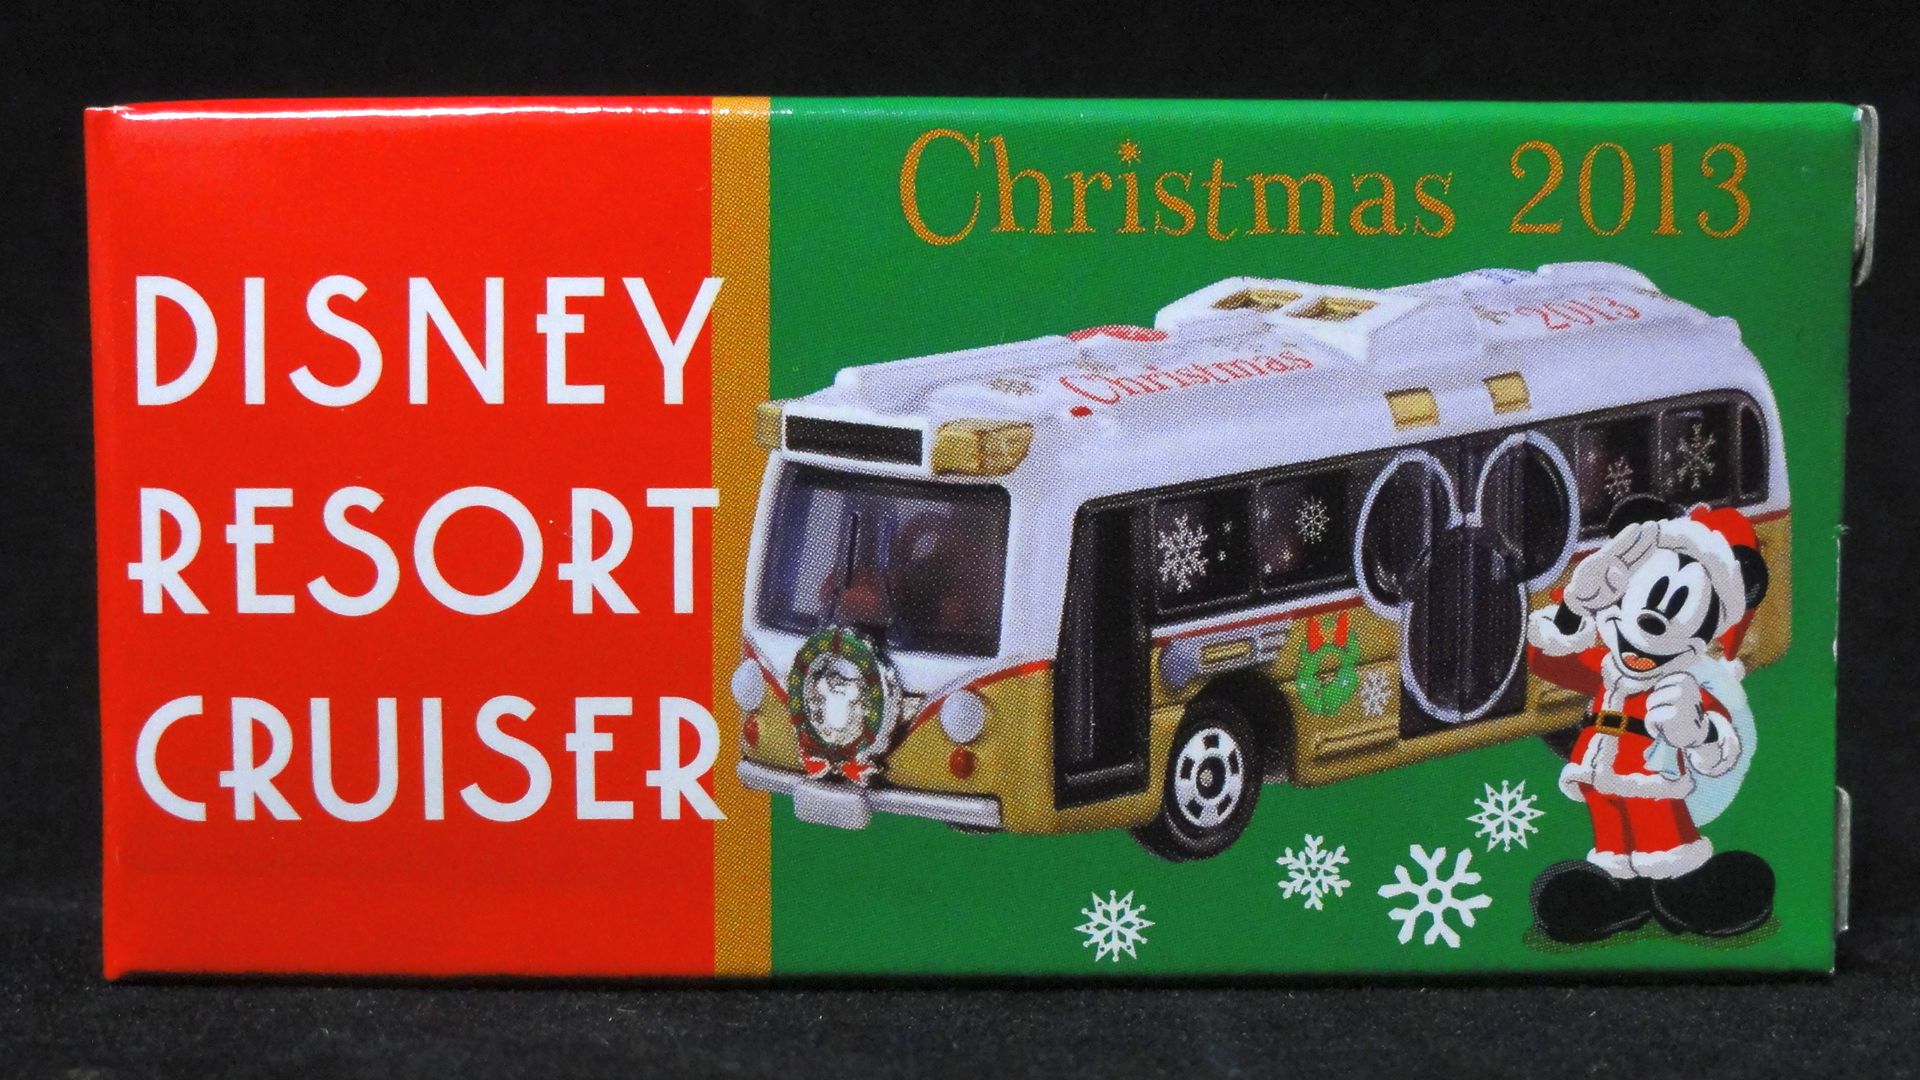 DISNEY
RESORT
CRUISER
Christmas 2013
Christmas
2013